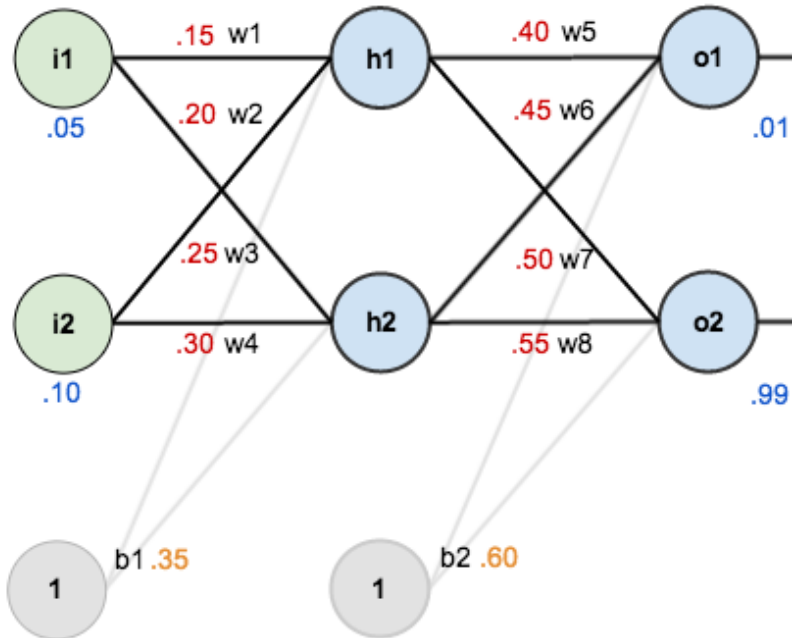 .15 w1
.40 w5
i1
h1
o1
.20 w2
.45 w6
.05
.01
.25 w3
.50 w7
i2
h2
o2
.30 w4
.55 w8
.10
.99
b1 .35
b2 .60
1
1